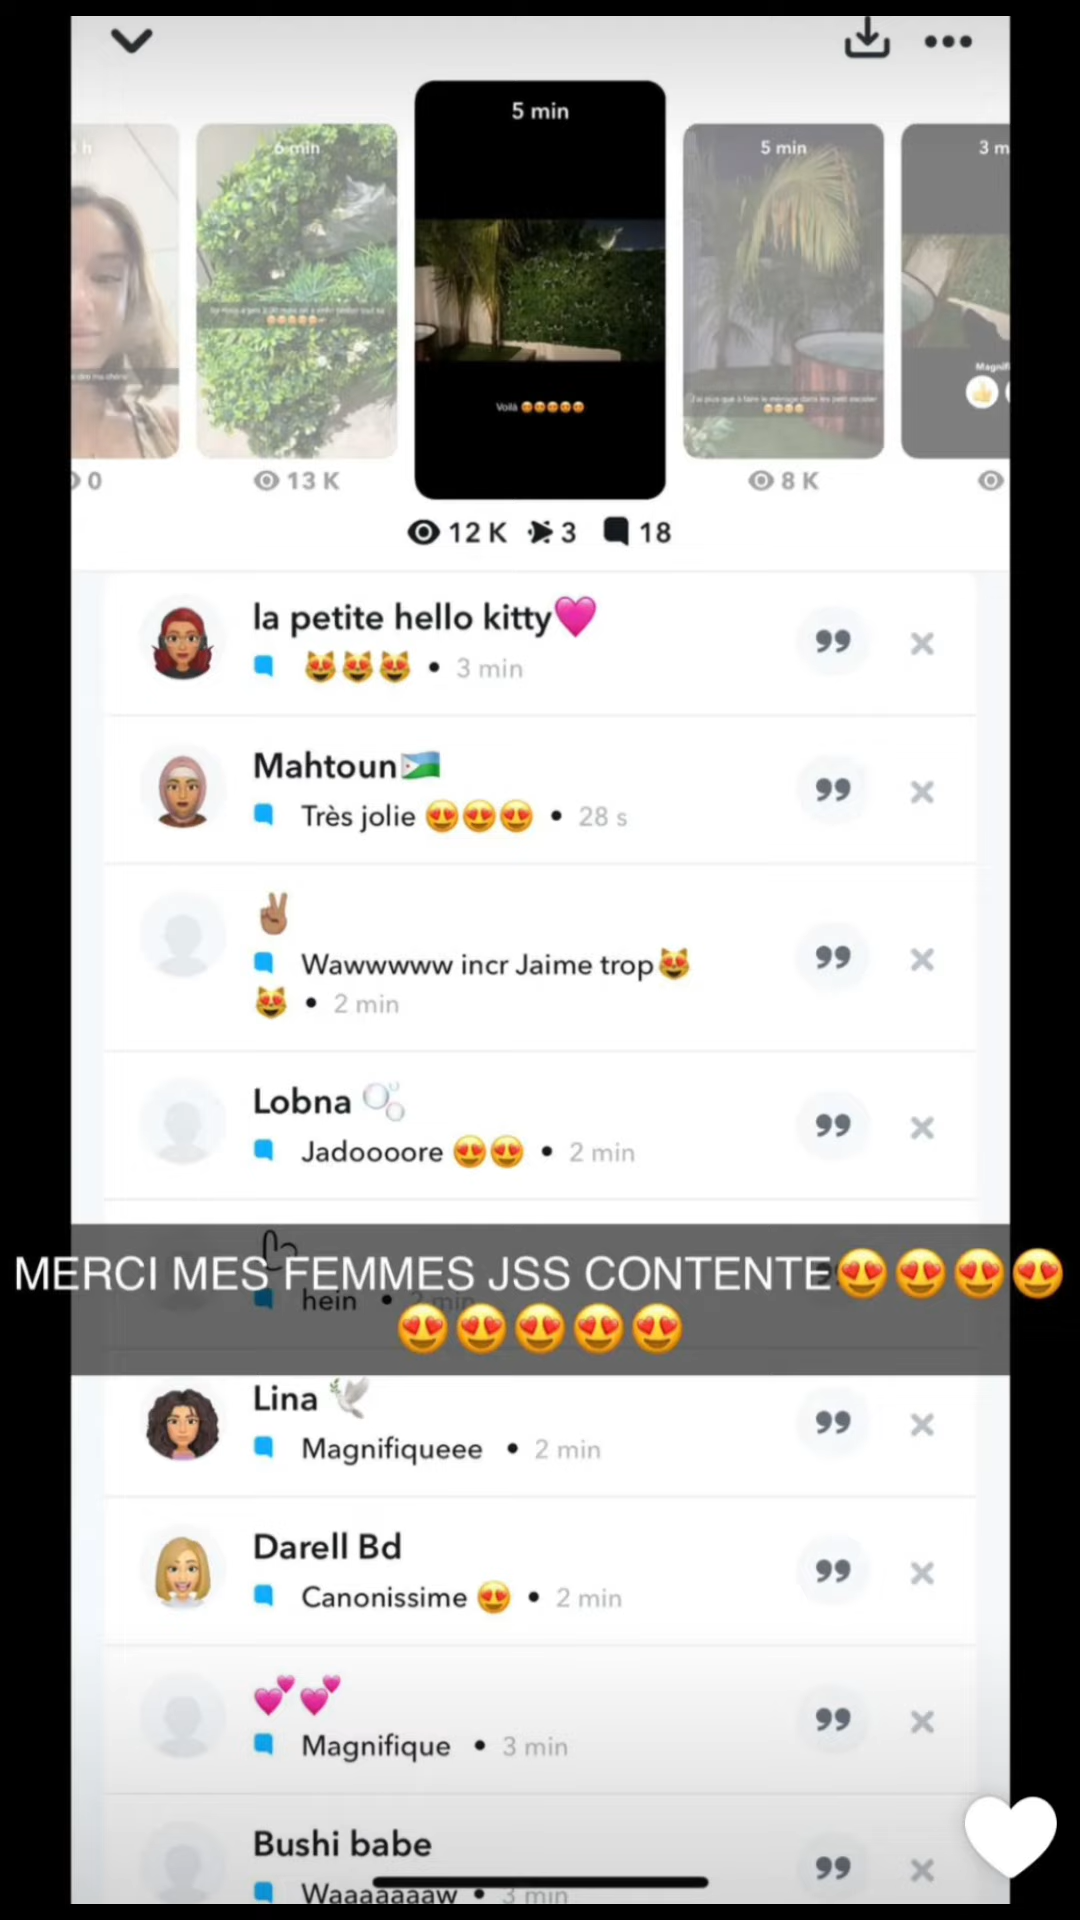 5 min
h
6 min
5 min
3 m
Voilà 😍😍😍😍😍
Magnif
0
13 K
8 K
12 K 3 18
la petite hello kitty💗
😻😻😻 • 3 min
Mahtoun🇩🇯
Très jolie 😍😍😍 • 28 s
✌🏽
Wawwwww incr Jaime trop😻
😻 • 2 min
Lobna 🫧
Jadoooore 😍😍 • 2 min
MERCI MES FEMMES JSS CONTENTE😍😍😍😍
😍😍😍😍😍
hein • 2 min
Lina 🕊️
Magnifiqueee • 2 min
Darell Bd
Canonissime 😍 • 2 min
💕💕
Magnifique • 3 min
Bushi babe
Waaaaaaaw • 3 min